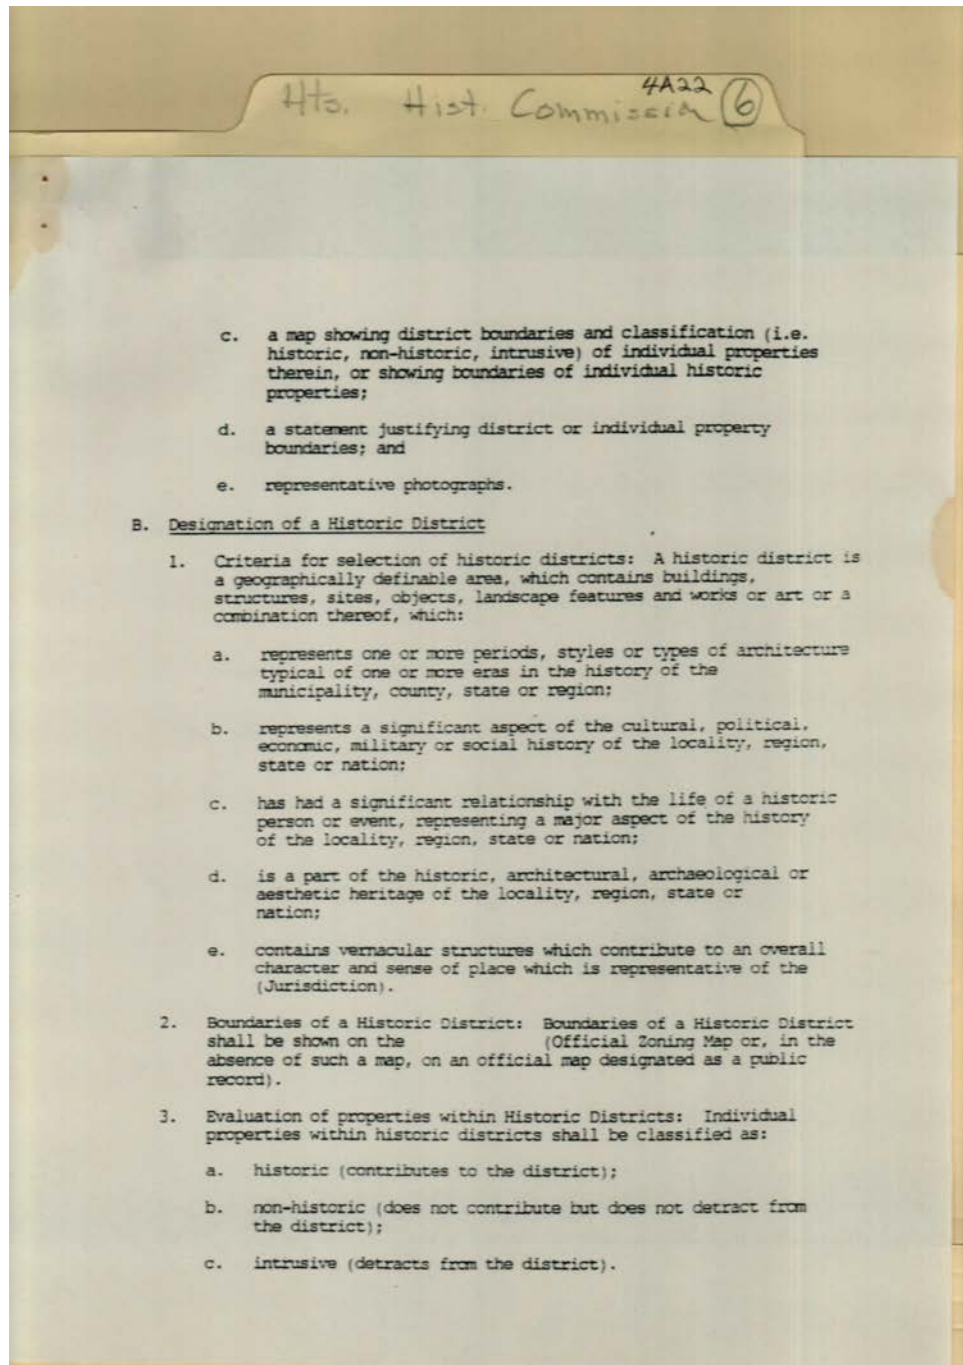 4A22
Hts. Hist. Commission 6
c. a map showing district boundaries and classification (i.e.
historic, non-historic, intrusive) of individual properties
therein, or showing boundaries of individual historic
properties;
d. a statement justifying district or individual property
boundaries; and
e. representative photographs.
B. Designation of a Historic District
1. Criteria for selection of historic districts: A historic district is
a geographically definable area, which contains buildings,
structures, sites, objects, landscape features and works or art or a
combination thereof, which:
a. represents one or more periods, styles or types of architecture
typical of one or more eras in the history of the
municipality, county, state or region;
b. represents a significant aspect of the cultural, political,
economic, military or social history of the locality, region,
state or nation;
c. has had a significant relationship with the life of a historic
person or event, representing a major aspect of the history
of the locality, region, state or nation;
d. is a part of the historic, architectural, archaeological or
aesthetic heritage of the locality, region, state or
nation;
e. contains vernacular structures which contribute to an overall
character and sense of place which is representative of the
(Jurisdiction).
2. Boundaries of a Historic District: Boundaries of a Historic District
shall be shown on the (Official Zoning Map or, in the
absence of such a map, on an official map designated as a public
record).
3. Evaluation of properties within Historic Districts: Individual
properties within historic districts shall be classified as:
a. historic (contributes to the district);
b. non-historic (does not contribute but does not detract from
the district);
c. intrusive (detracts from the district).